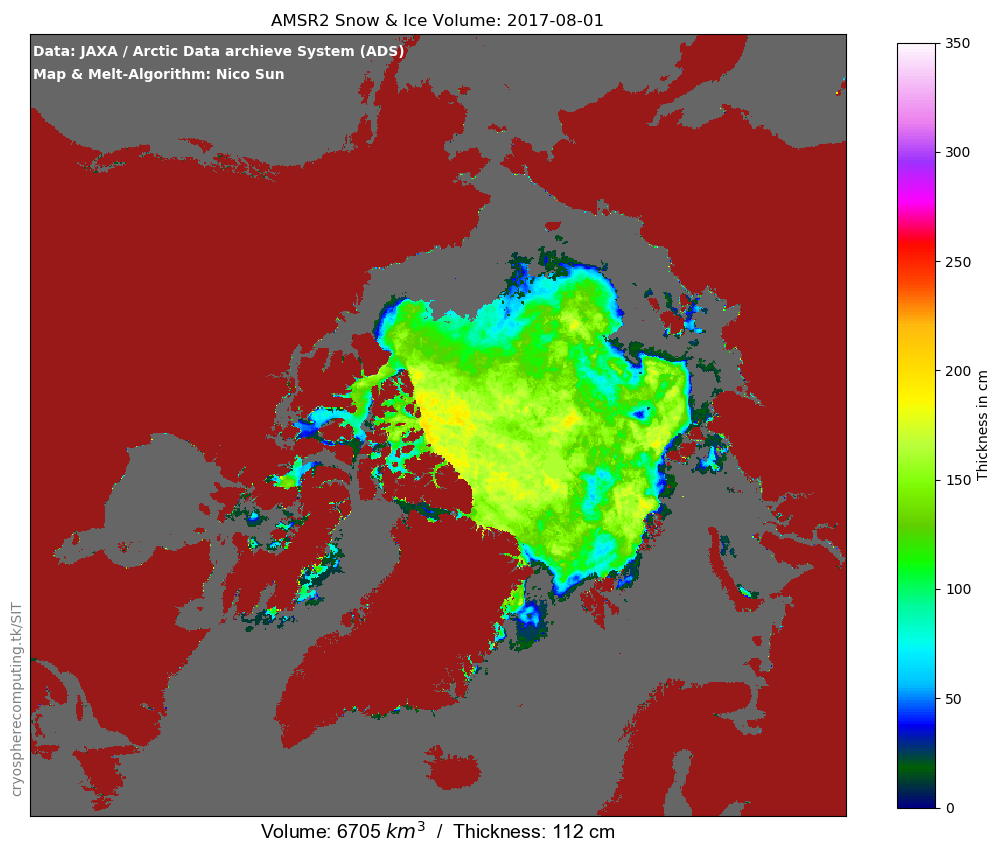 AMSR2 Snow & Ice Volume: 2017-08-01
Data: JAXA / Arctic Data archieve System (ADS)
Map & Melt-Algorithm: Nico Sun
350
300
250
200
150
100
50
0
Thickness in cm
cryospherecomputing.tk/SIT
Volume: 6705 km³ / Thickness: 112 cm